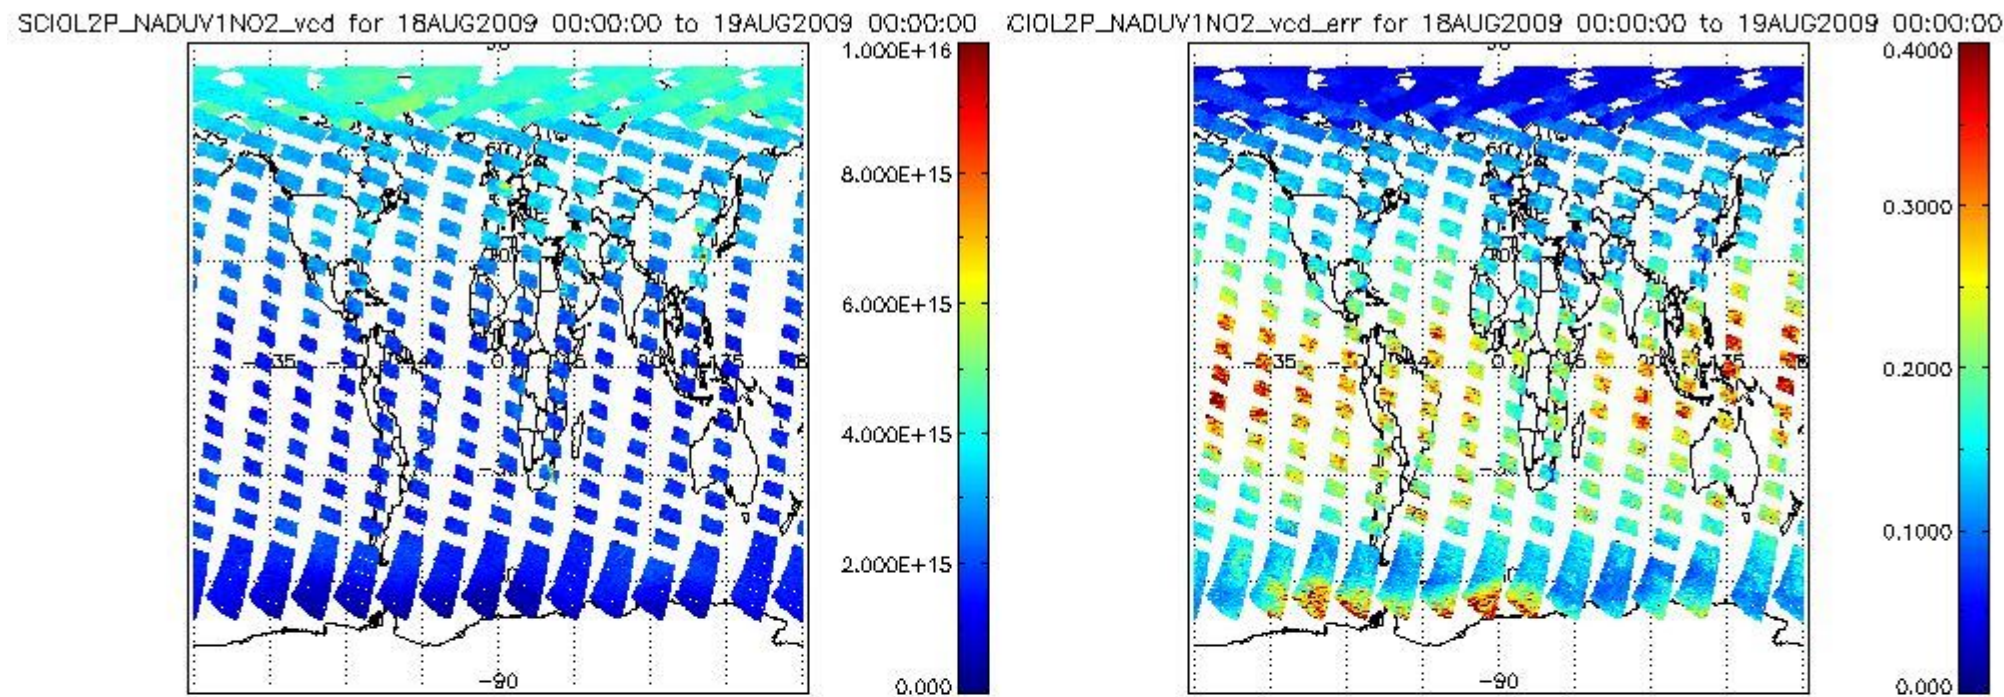 SCIOL2P_NADUV1NO2_vcd for 18AUG2009 00:00:00 to 19AUG2009 00:00:00
1.000E+16
8.000E+15
6.000E+15
4.000E+15
2.000E+15
0.000
-90
CIOL2P_NADUV1NO2_vcd_err for 18AUG2009 00:00:00 to 19AUG2009 00:00:00
0.4000
0.3000
0.2000
0.1000
0.000
-90